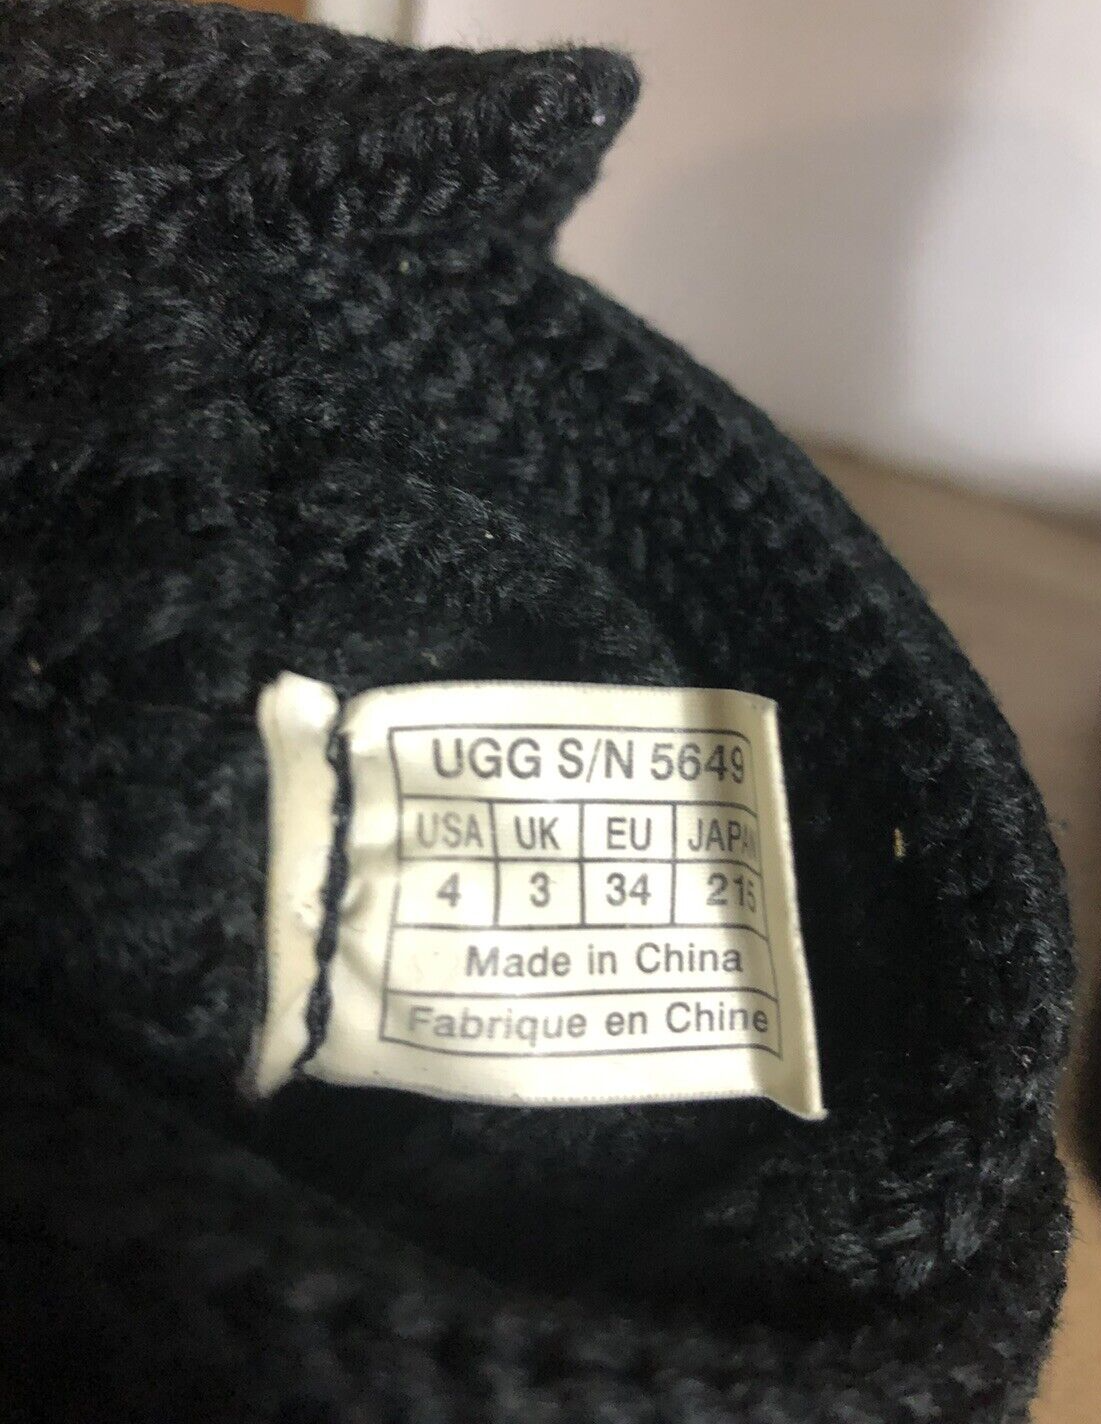 UGG S/N 5649
USA UK EU JAPAN
4 3 34 215
Made in China
Fabrique en Chine